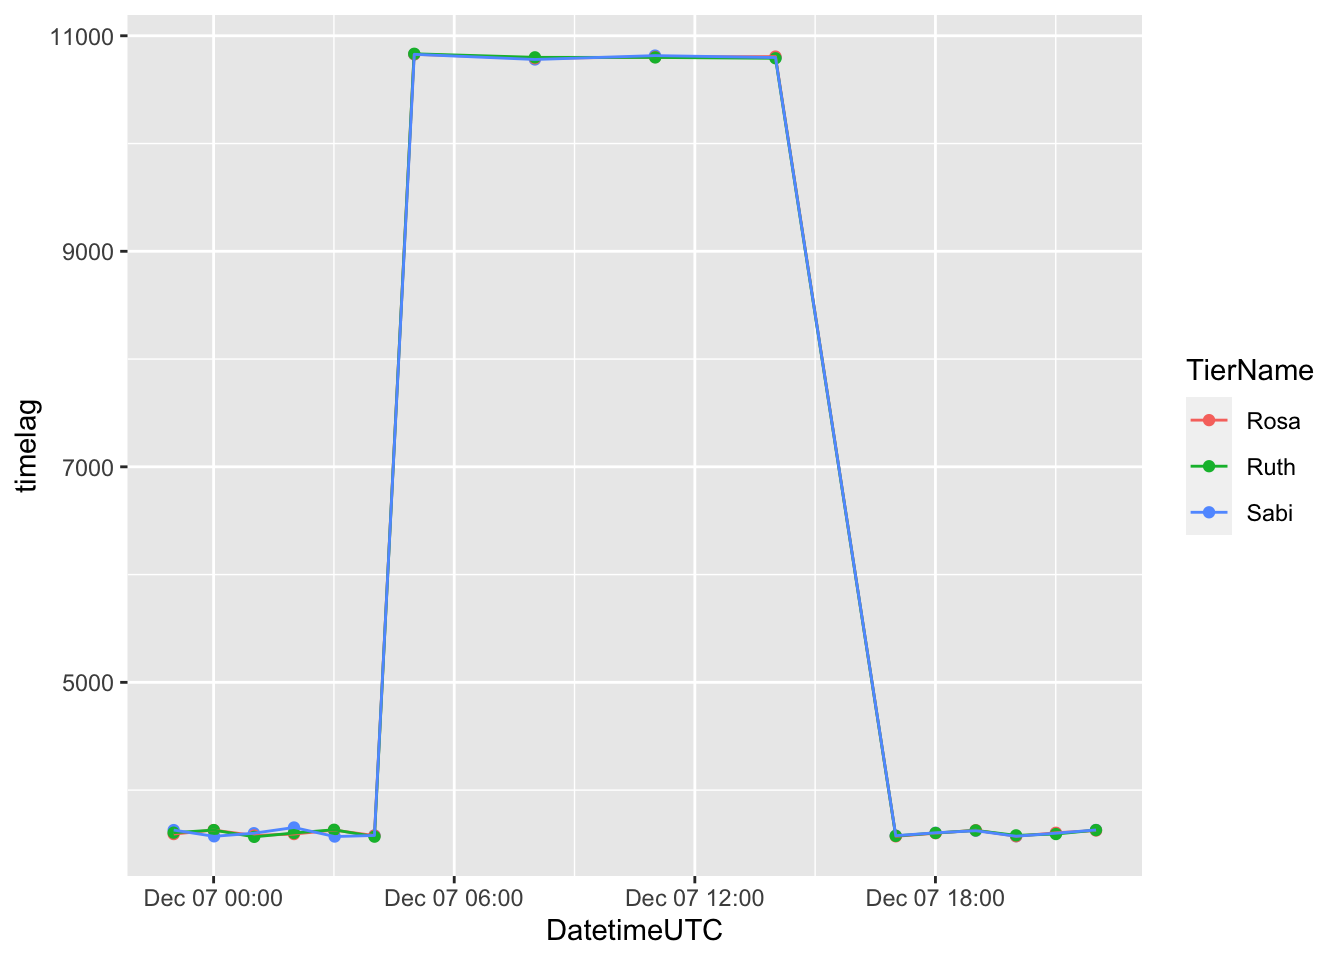 11000
9000
7000
5000
timelag
Dec 07 00:00
Dec 07 06:00
Dec 07 12:00
Dec 07 18:00
DatetimeUTC
TierName
Rosa
Ruth
Sabi